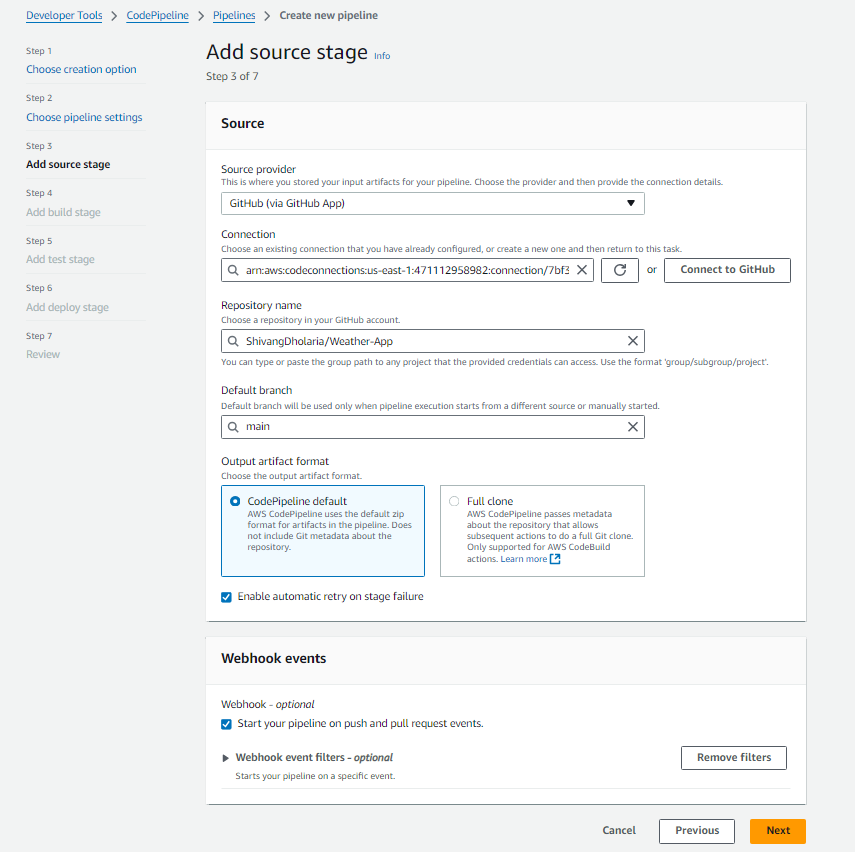 Developer Tools > CodePipeline > Pipelines > Create new pipeline
Step 1
Choose creation option
Step 2
Choose pipeline settings
Step 3
Add source stage
Step 4
Add build stage
Step 5
Add test stage
Step 6
Add deploy stage
Step 7
Review
Add source stage Info
Step 3 of 7
Source
Source provider
This is where you stored your input artifacts for your pipeline. Choose the provider and then provide the connection details.
GitHub (via GitHub App)
Connection
Choose an existing connection that you have already configured, or create a new one and then return to this task.
arn:aws:codeconnections:us-east-1:471112958982:connection/7bf3
or
Connect to GitHub
Repository name
Choose a repository in your GitHub account.
ShivangDholaria/Weather-App
You can type or paste the group path to any project that the provided credentials can access. Use the format 'group/subgroup/project'.
Default branch
Default branch will be used only when pipeline execution starts from a different source or manually started.
main
Output artifact format
Choose the output artifact format.
CodePipeline default
AWS CodePipeline uses the default zip
format for artifacts in the pipeline. Does
not include Git metadata about the
repository.
Full clone
AWS CodePipeline passes metadata
about the repository that allows
subsequent actions to do a full Git clone.
Only supported for AWS CodeBuild
actions. Learn more
Enable automatic retry on stage failure
Webhook events
Webhook - optional
Start your pipeline on push and pull request events.
Webhook event filters - optional
Starts your pipeline on a specific event.
Remove filters
Cancel
Previous
Next